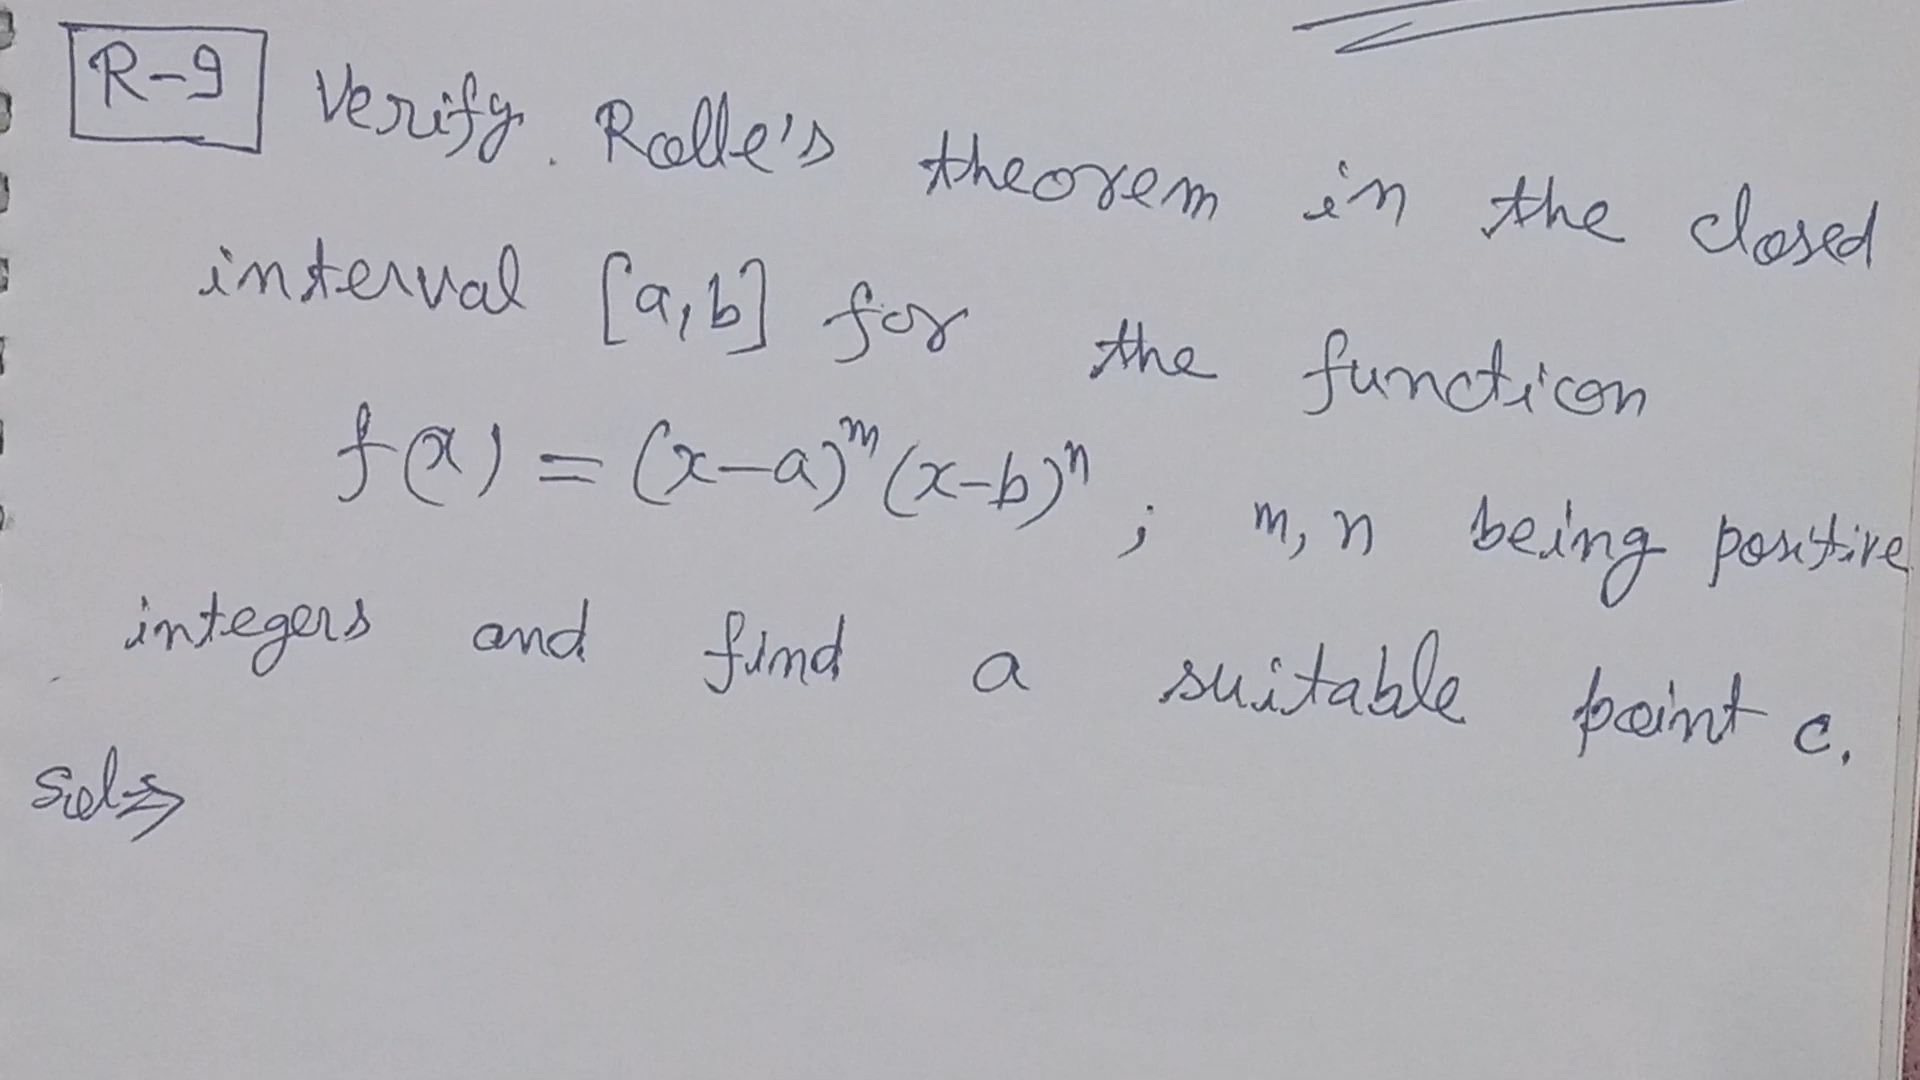 R-9 Verify. Rolle's theorem in the closed
interval [a,b] for the function
f(x) = (x-a)^m (x-b)^n ; m, n being positive
integers and find a suitable point c.
Sol⇒